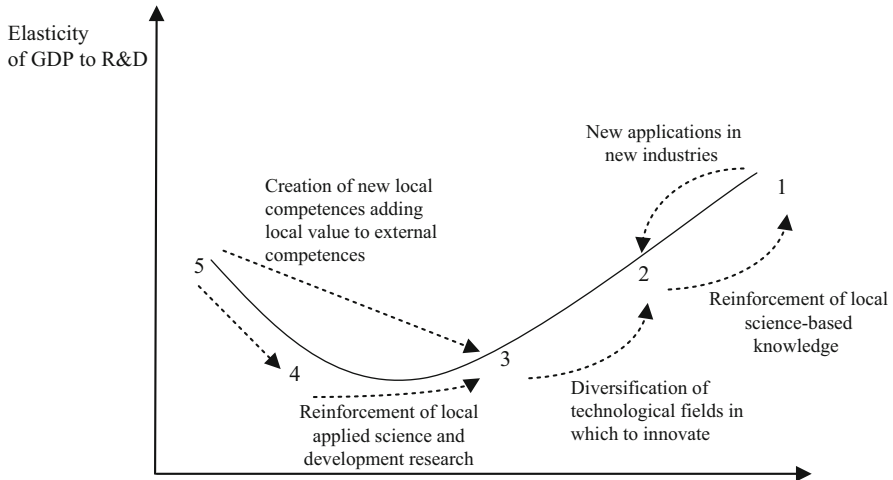 Elasticity
of GDP to R&D
New applications in
new industries
1
Creation of new local
competences adding
local value to external
competences
5
2
Reinforcement of local
science-based
knowledge
3
4
Diversification of
technological fields in
which to innovate
Reinforcement of local
applied science and
development research